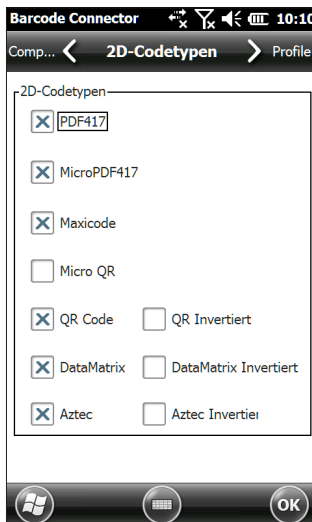 Barcode Connector 10:10
Comp... 2D-Codetypen Profile
2D-Codetypen
PDF417
MicroPDF417
Maxicode
Micro QR
QR Code QR Invertiert
DataMatrix DataMatrix Invertiert
Aztec Aztec Invertier
OK